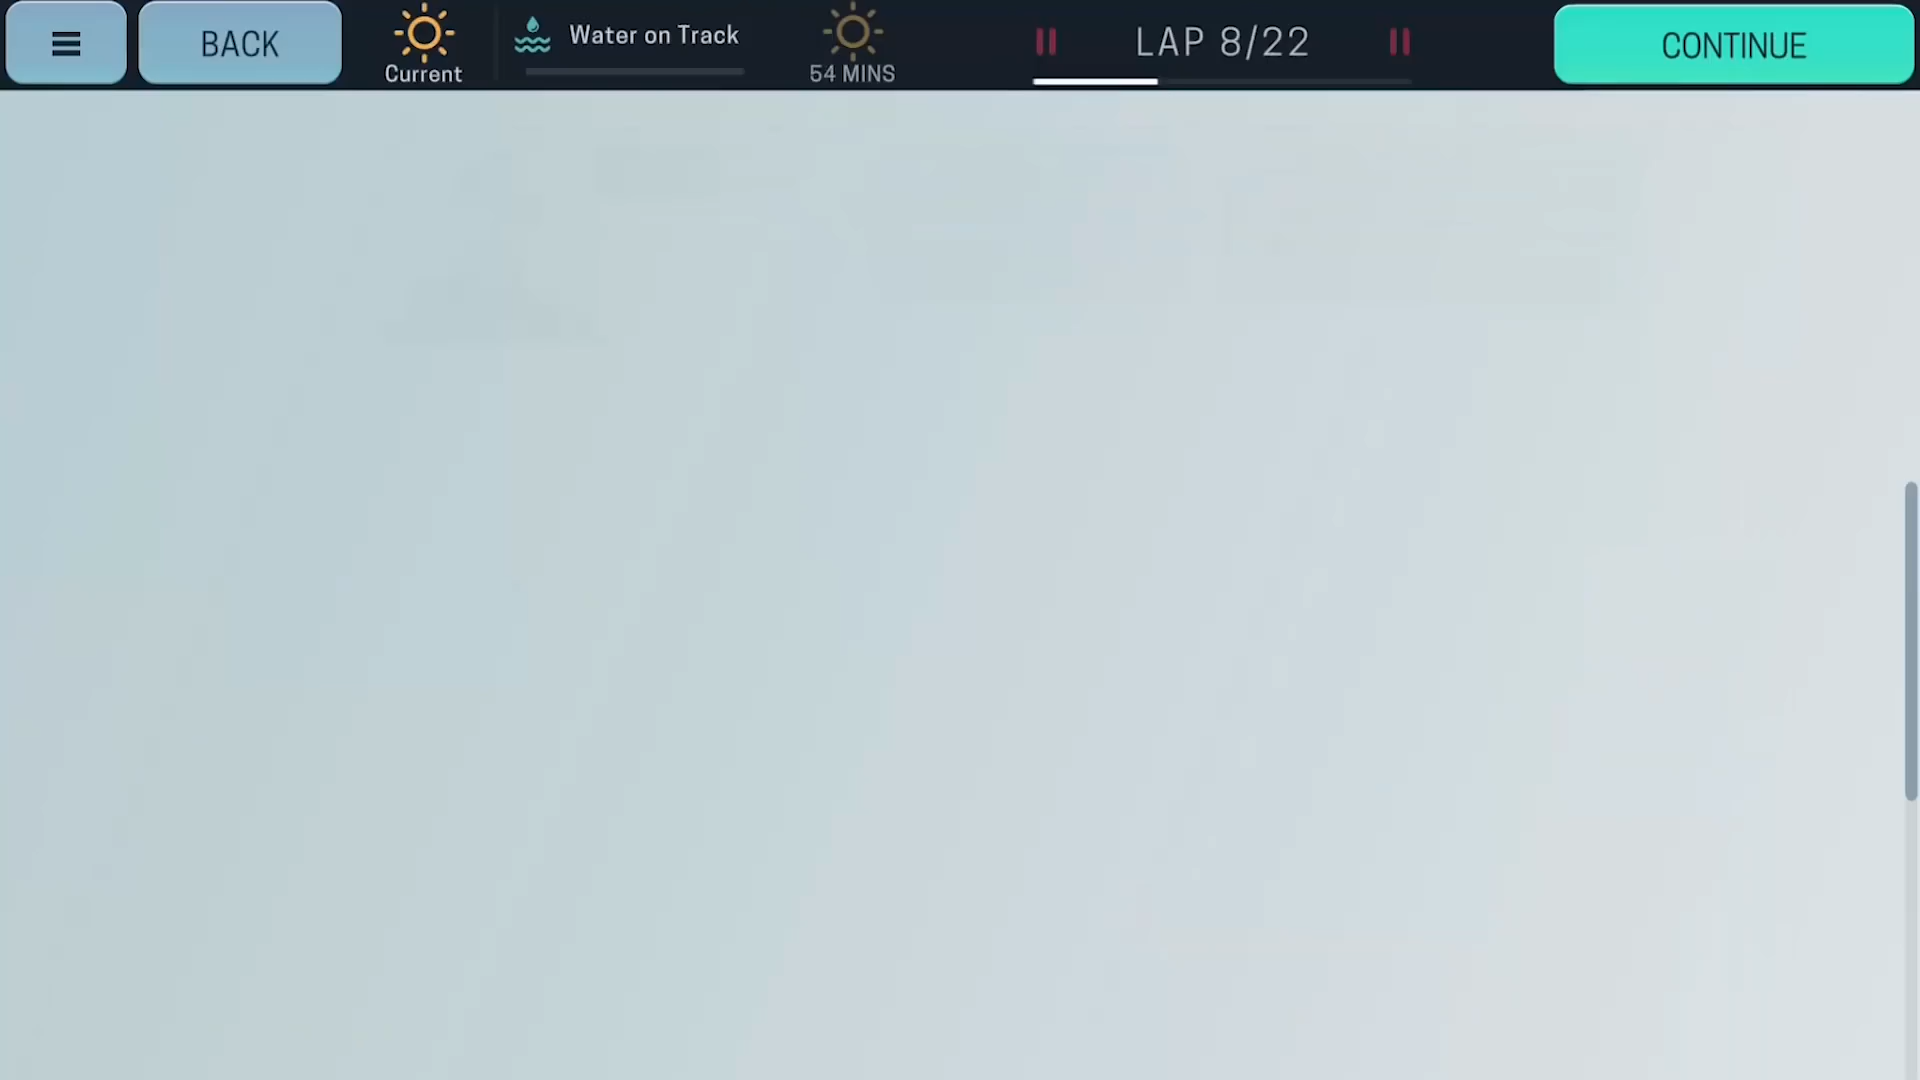 BACK
Current
Water on Track
54 MINS
LAP 8/22
CONTINUE